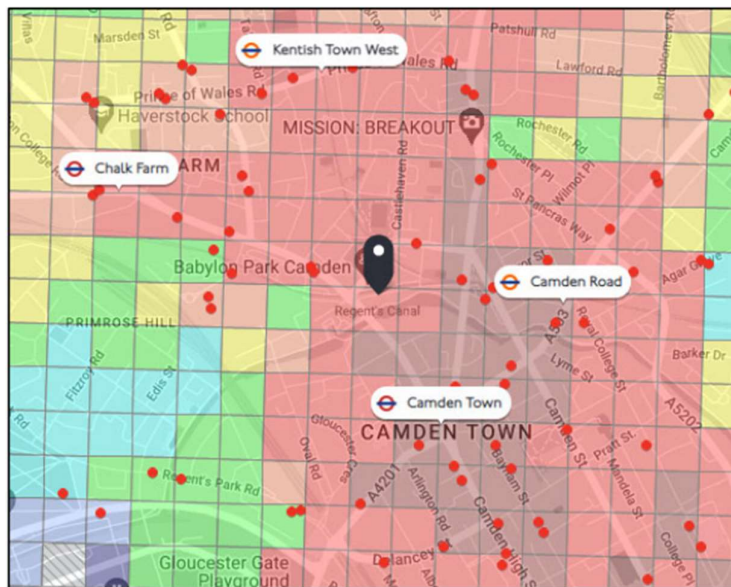 Villas
Rd
Marsden St
Patshull Rd
Kentish Town West
Wales Rd
Lawford Rd
Bartholomew
Prince of Wales Rd
Haverstock School
MISSION: BREAKOUT
Rochester Rd
Castlehaven Rd
Rochester Pl
Wilmot Pl
Chalk Farm
ARM
St Pancras Way
Babylon Park Camden
Agar Grove
Camden Road
Regent's Canal
PRIMROSE HILL
A503
Royal College St
Fitzroy Rd
Edis St
Lyme St
Barker Dr
Camden Town
A5202
CAMDEN TOWN
Gloucester Cres
Oval Rd
Camden St
Pratt St
Mandela St
Bayham St
A4201
Regent's Park Rd
Arlington Rd
Camden High St
Gloucester Gate
Playground
Delancey St
College Pl